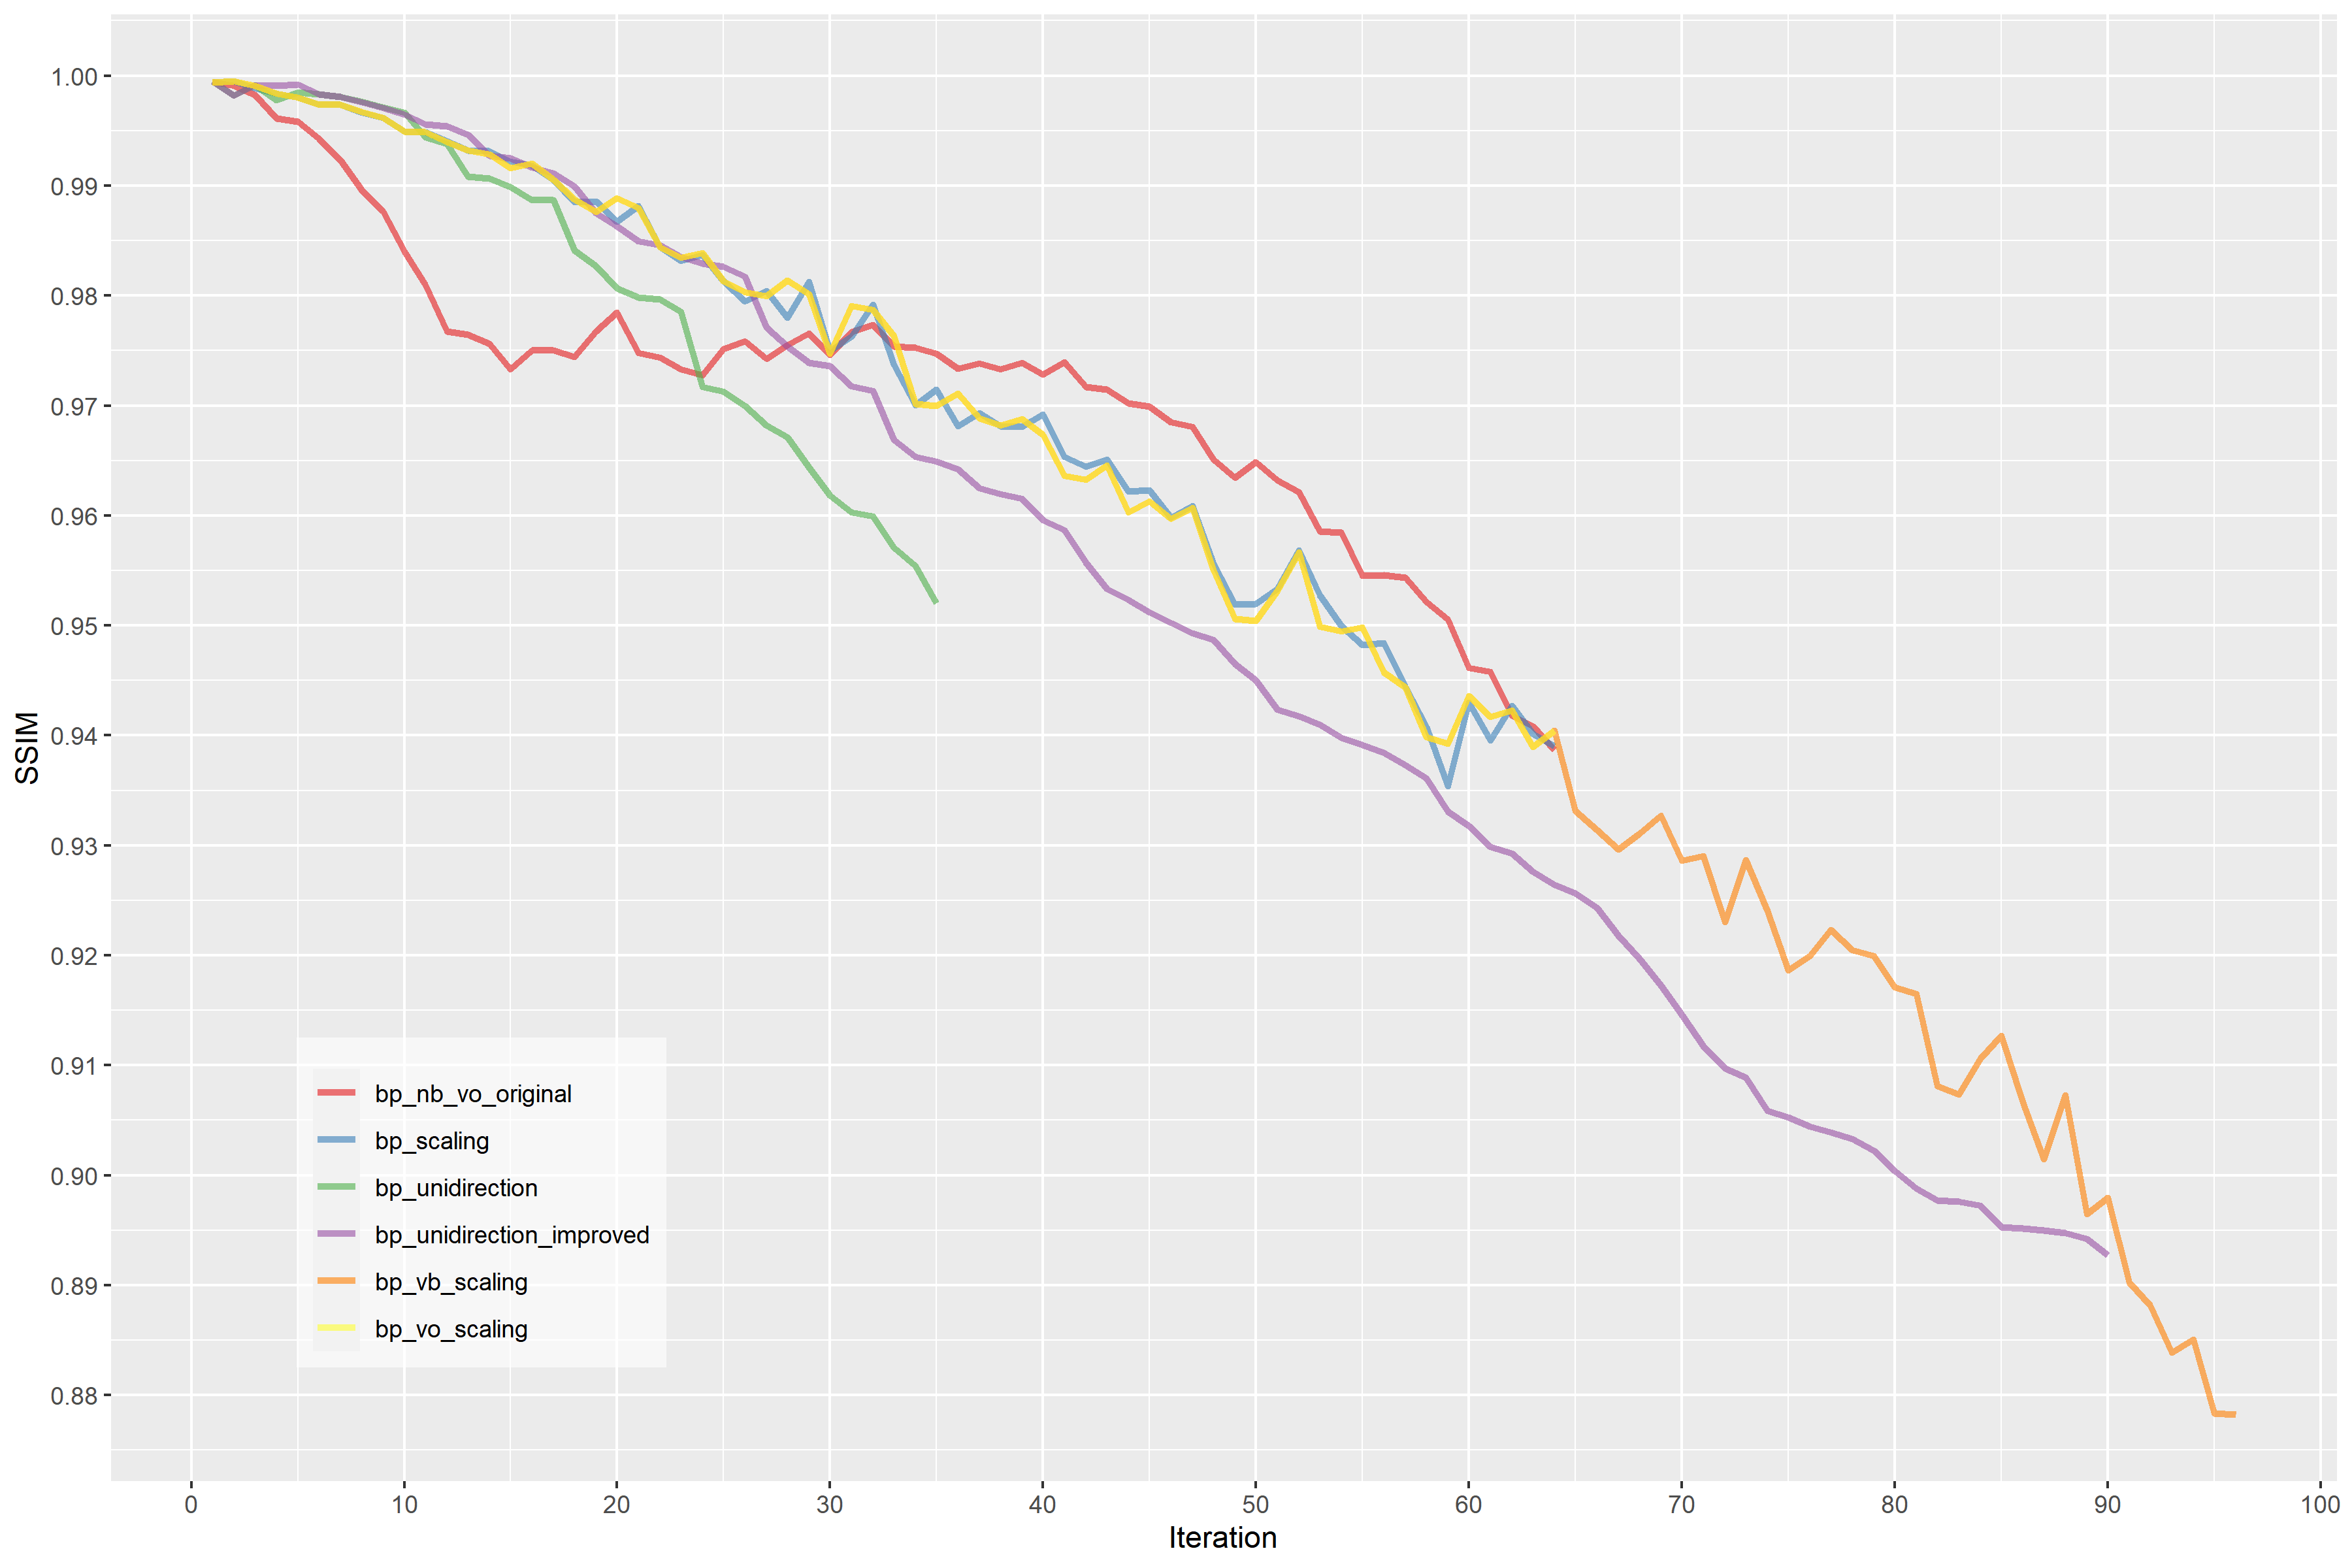 1.00
0.99
0.98
0.97
0.96
0.95
0.94
0.93
0.92
0.91
0.90
0.89
0.88
SSIM
bp_nb_vo_original
bp_scaling
bp_unidirection
bp_unidirection_improved
bp_vb_scaling
bp_vo_scaling
0 10 20 30 40 50 60 70 80 90 100
Iteration